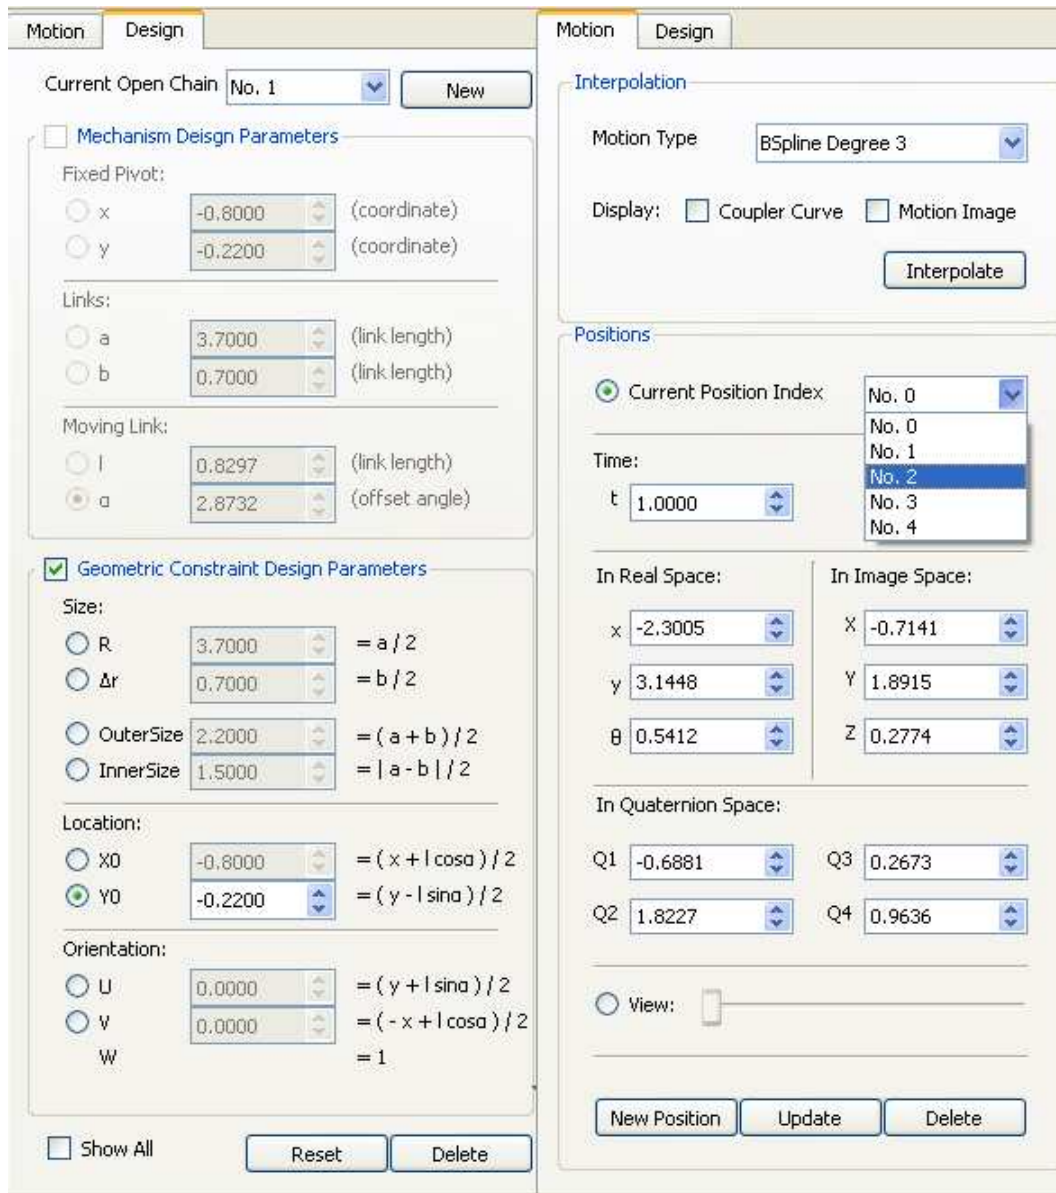 Motion Design
Current Open Chain No. 1 New
Mechanism Deisgn Parameters
Fixed Pivot:
x -0.8000 (coordinate)
y -0.2200 (coordinate)
Links:
a 3.7000 (link length)
b 0.7000 (link length)
Moving Link:
l 0.8297 (link length)
α 2.8732 (offset angle)
Geometric Constraint Design Parameters
Size:
R 3.7000 = a / 2
Δr 0.7000 = b / 2
OuterSize 2.2000 = ( a + b ) / 2
InnerSize 1.5000 = | a - b | / 2
Location:
X0 -0.8000 = ( x + l cosα ) / 2
Y0 -0.2200 = ( y - l sinα ) / 2
Orientation:
U 0.0000 = ( y + l sinα ) / 2
V 0.0000 = ( - x + l cosα ) / 2
W = 1
Show All Reset Delete
Motion Design
Interpolation
Motion Type BSpline Degree 3
Display: Coupler Curve Motion Image
Interpolate
Positions
Current Position Index No. 0
No. 0
No. 1
No. 2
No. 3
No. 4
Time:
t 1.0000
In Real Space: In Image Space:
x -2.3005 X -0.7141
y 3.1448 Y 1.8915
θ 0.5412 Z 0.2774
In Quaternion Space:
Q1 -0.6881 Q3 0.2673
Q2 1.8227 Q4 0.9636
View:
New Position Update Delete